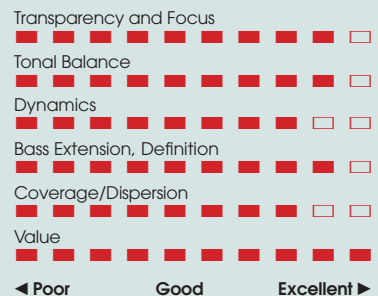 Transparency and Focus
Tonal Balance
Dynamics
Bass Extension, Definition
Coverage/Dispersion
Value
◄ Poor Good Excellent ►